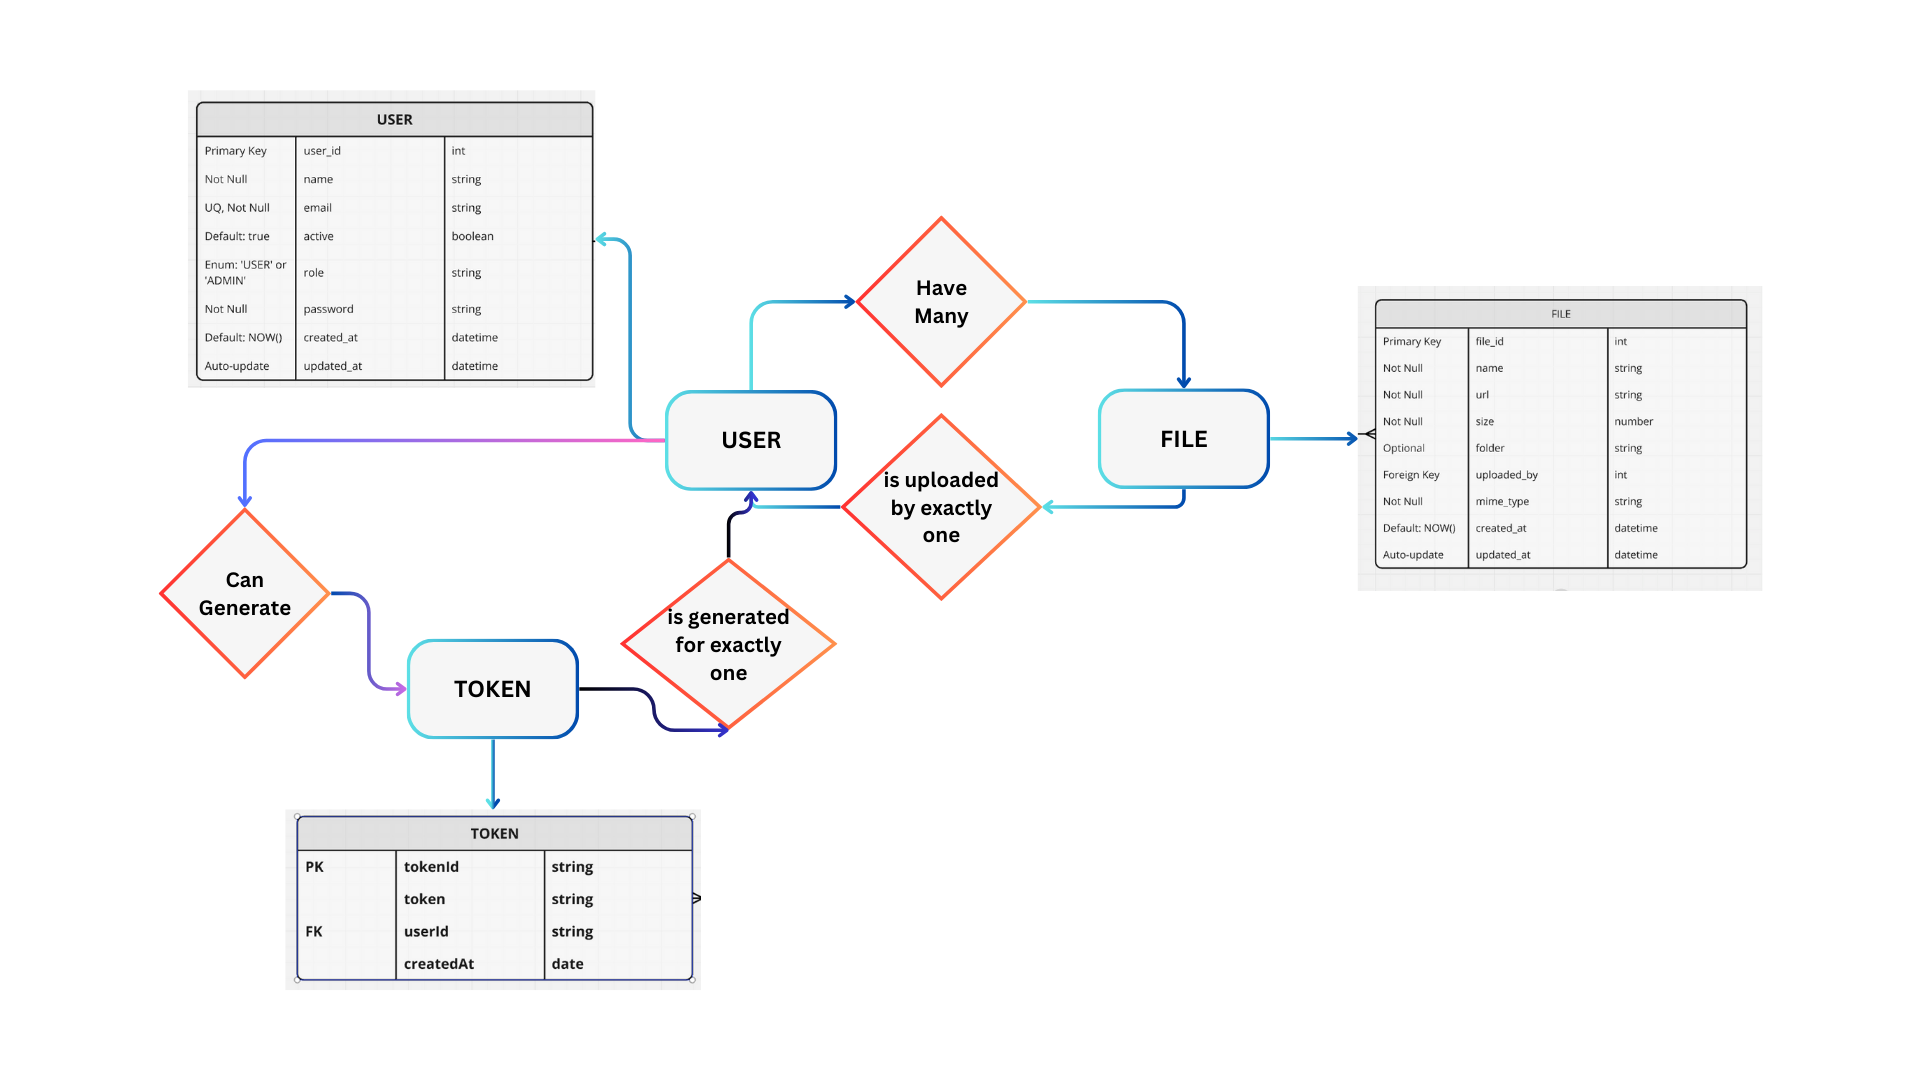 USER
Primary Key user_id int
Not Null name string
UQ, Not Null email string
Default: true active boolean
Enum: 'USER' or
'ADMIN' role string
Not Null password string
Default: NOW() created_at datetime
Auto-update updated_at datetime
Have
Many
FILE
Primary Key file_id int
Not Null name string
Not Null url string
Not Null size number
Optional folder string
Foreign Key uploaded_by int
Not Null mime_type string
Default: NOW() created_at datetime
Auto-update updated_at datetime
USER
FILE
is uploaded
by exactly
one
Can
Generate
is generated
for exactly
one
TOKEN
TOKEN
PK tokenId string
token string
FK userId string
createdAt date